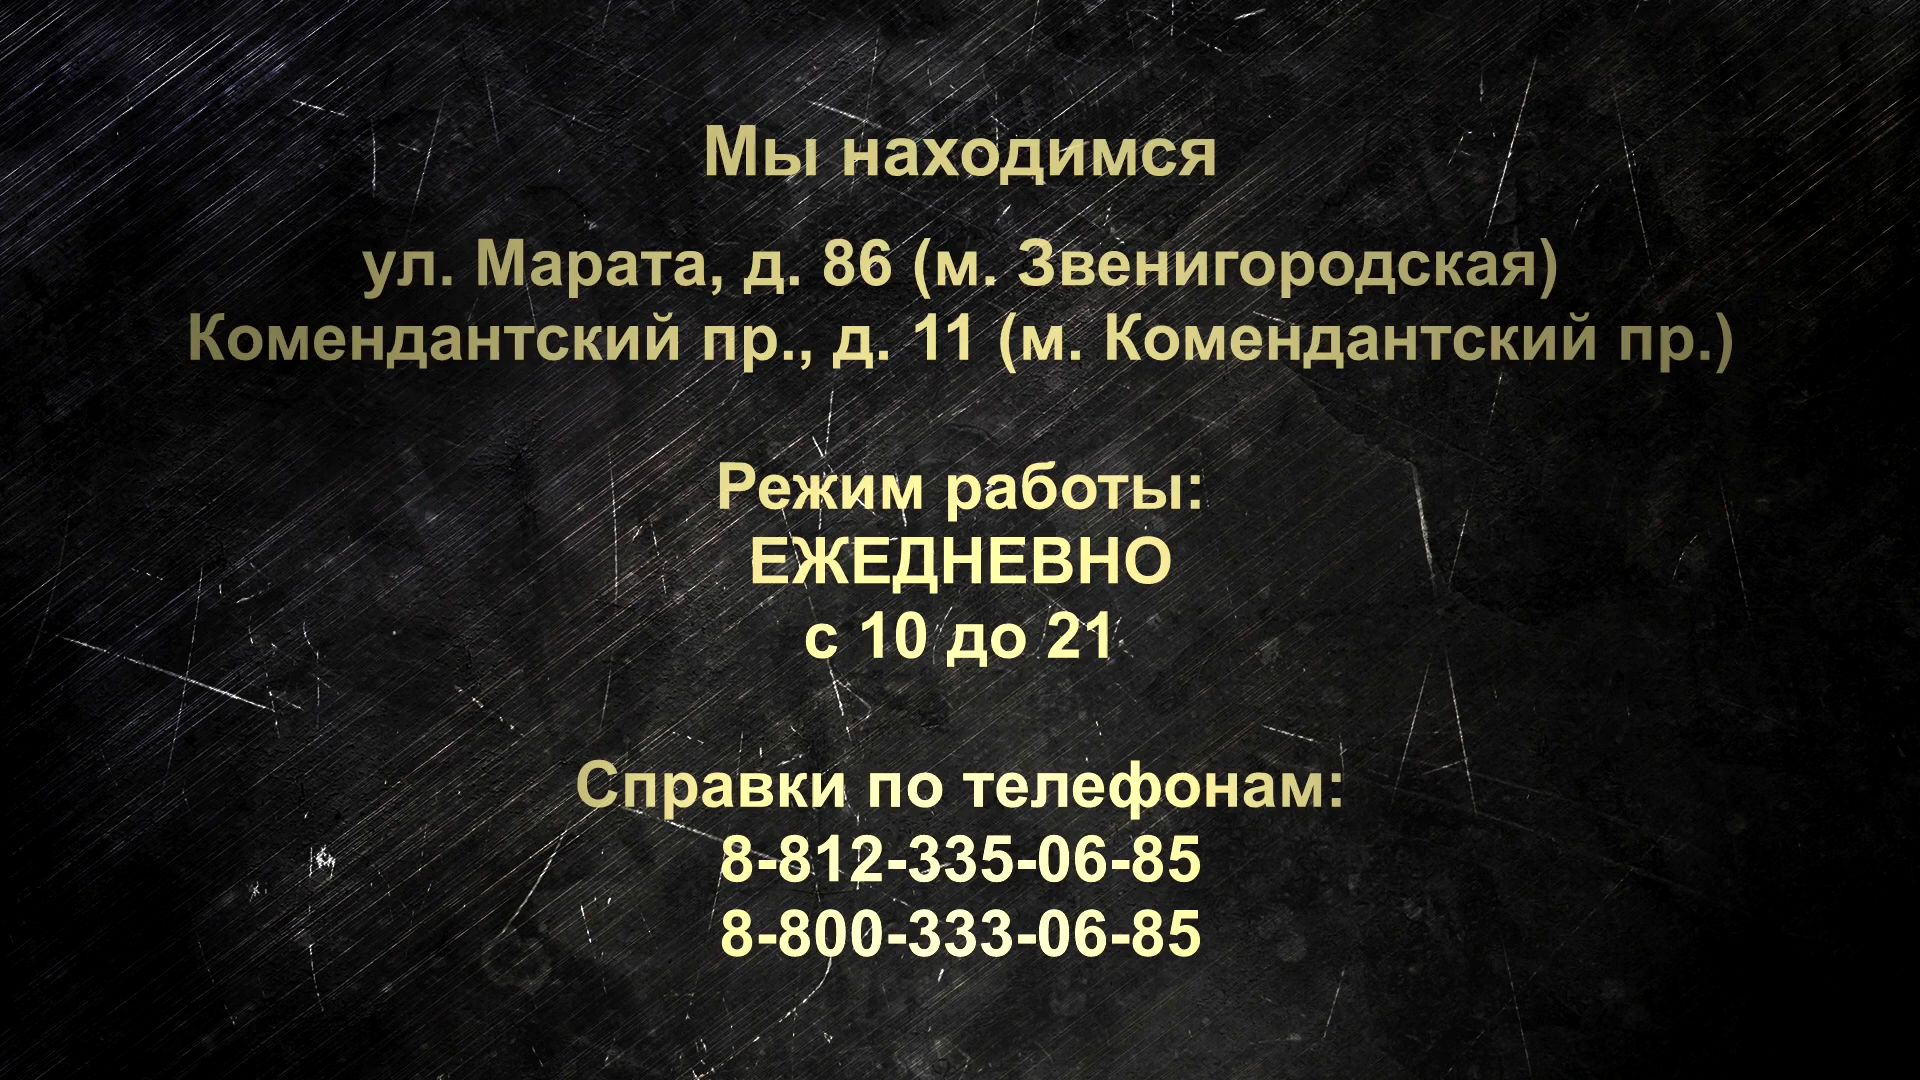 Мы находимся
ул. Марата, д. 86 (м. Звенигородская)
Комендантский пр., д. 11 (м. Комендантский пр.)
Режим работы:
ЕЖЕДНЕВНО
с 10 до 21
Справки по телефонам:
8-812-335-06-85
8-800-333-06-85